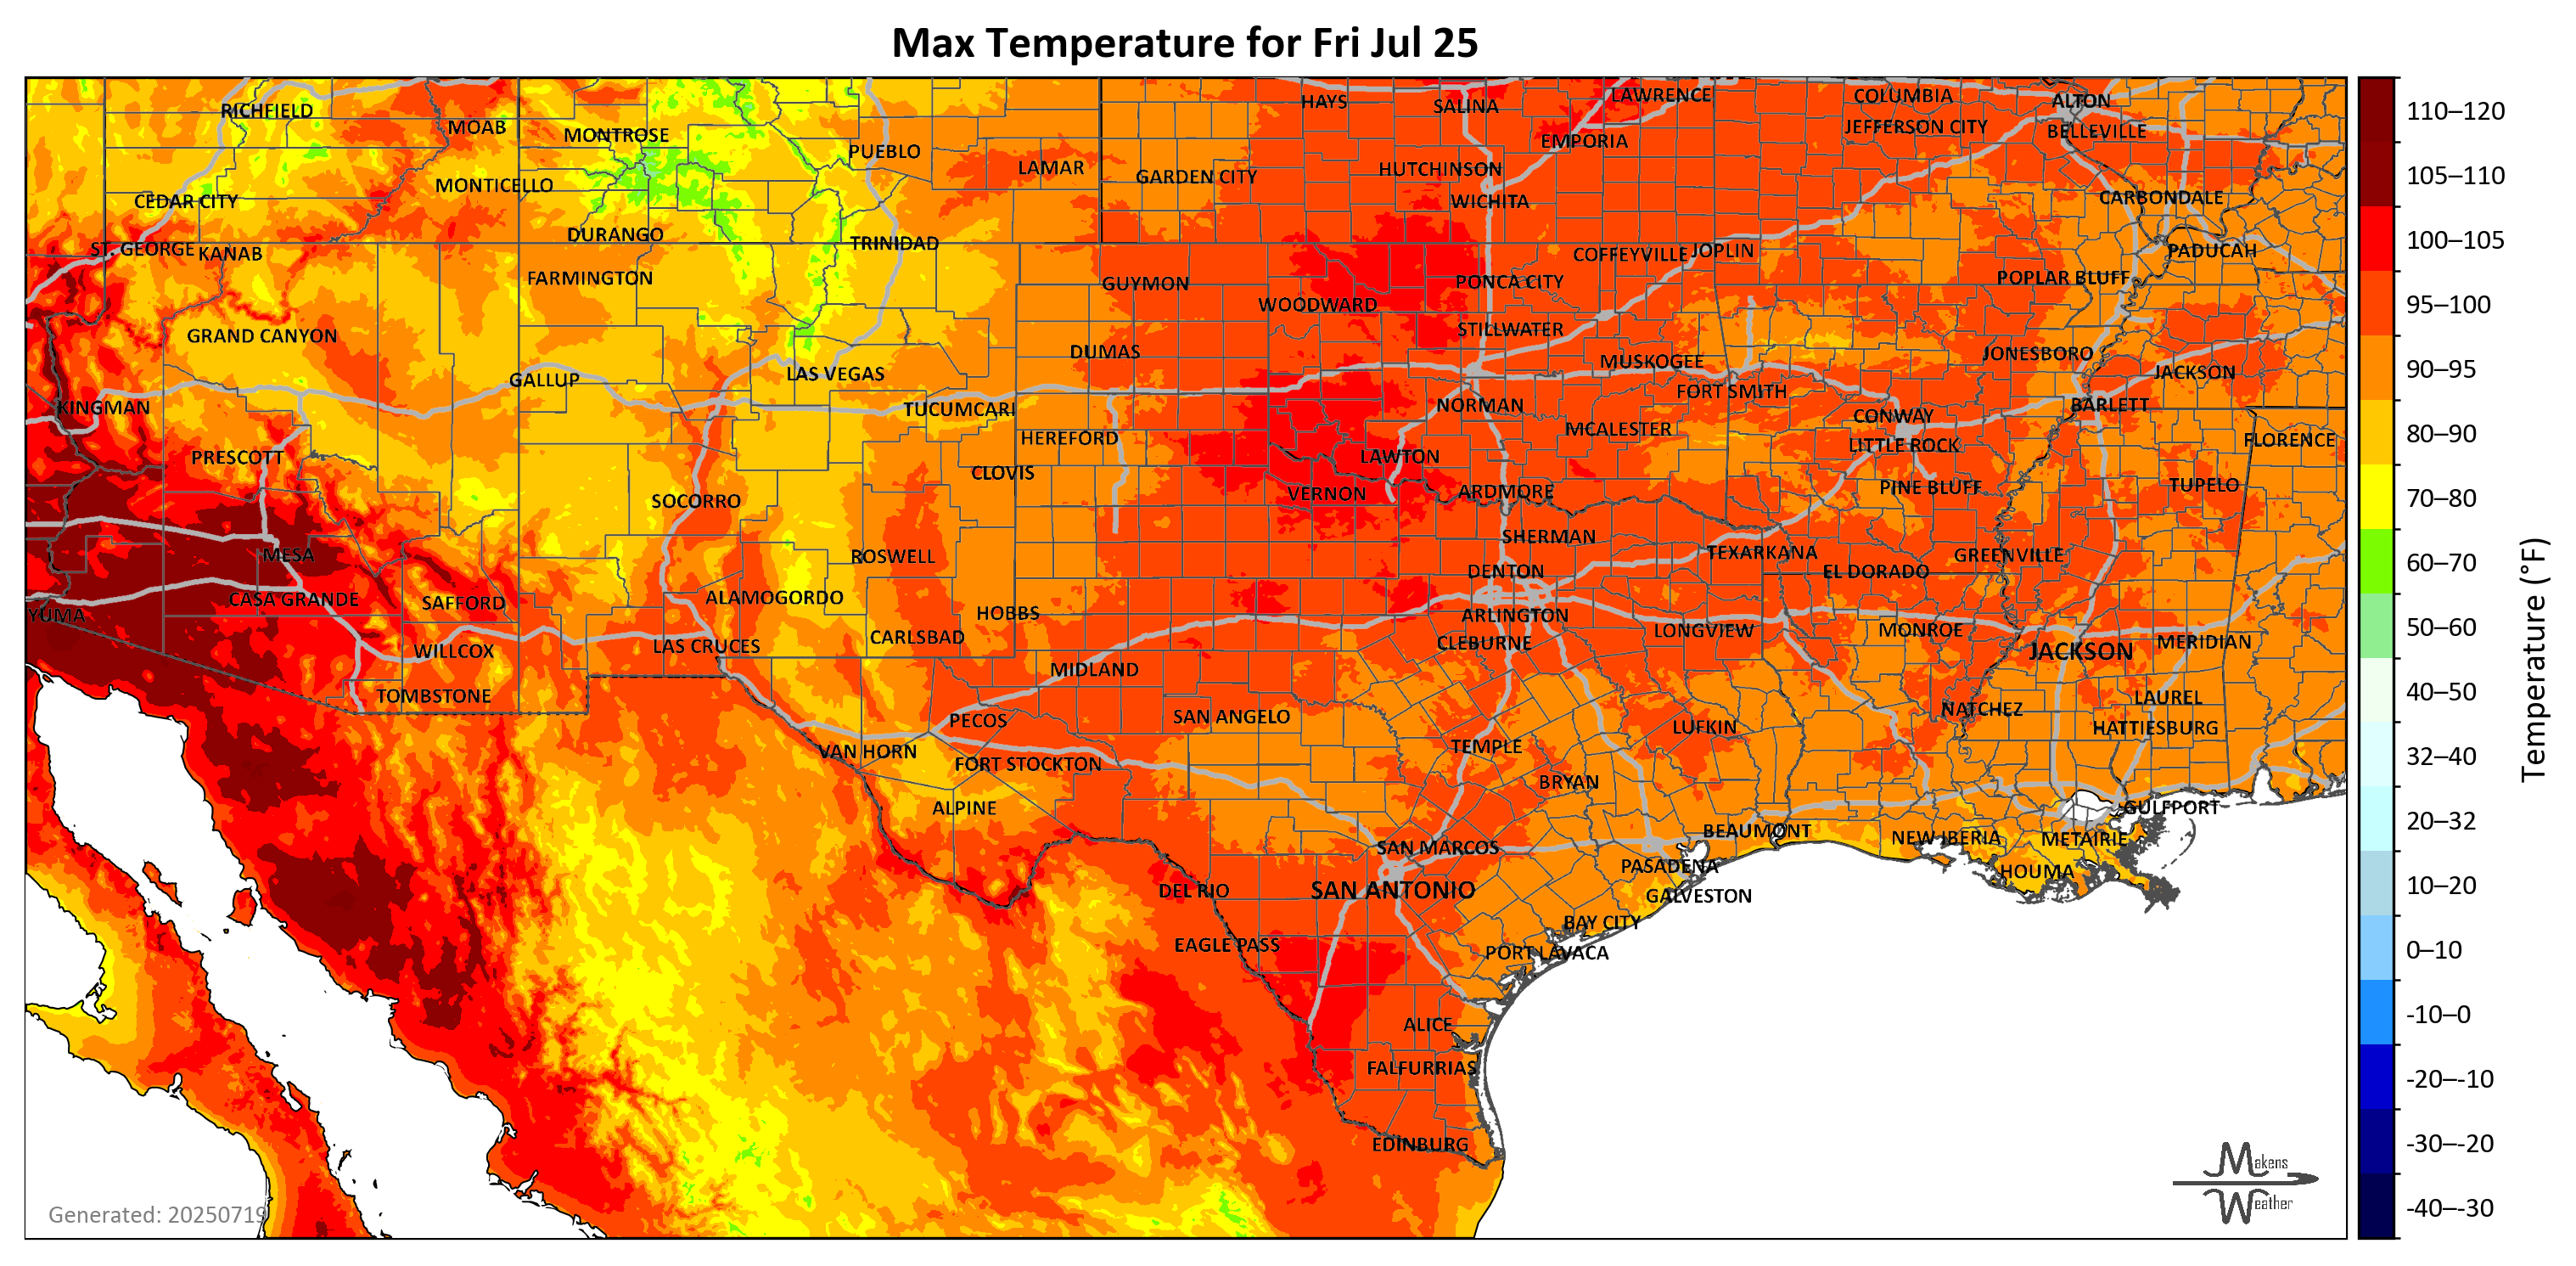 Max Temperature for Fri Jul 25
RICHFIELD
MOAB
MONTROSE
PUEBLO
LAMAR
GARDEN CITY
HAYS
SALINA
LAWRENCE
EMPORIA
COLUMBIA
JEFFERSON CITY
ALTON
BELLEVILLE
MONTICELLO
CEDAR CITY
HUTCHINSON
WICHITA
CARBONDALE
ST. GEORGE
KANAB
DURANGO
TRINIDAD
FARMINGTON
GUYMON
WOODWARD
PONCA CITY
COFFEYVILLE
JOPLIN
POPLAR BLUFF
PADUCAH
GRAND CANYON
STILLWATER
DUMAS
MUSKOGEE
JONESBORO
GALLUP
LAS VEGAS
FORT SMITH
JACKSON
KINGMAN
TUCUMCARI
NORMAN
CONWAY
BARLETT
HEREFORD
MCALESTER
LITTLE ROCK
FLORENCE
PRESCOTT
CLOVIS
LAWTON
SOCORRO
VERNON
ARDMORE
PINE BLUFF
TUPELO
MESA
ROSWELL
SHERMAN
TEXARKANA
GREENVILLE
DENTON
EL DORADO
CASA GRANDE
SAFFORD
ALAMOGORDO
YUMA
HOBBS
ARLINGTON
WILLCOX
LAS CRUCES
CARLSBAD
CLEBURNE
LONGVIEW
MONROE
JACKSON
MERIDIAN
MIDLAND
TOMBSTONE
PECOS
SAN ANGELO
LUFKIN
NATCHEZ
LAUREL
HATTIESBURG
VAN HORN
FORT STOCKTON
TEMPLE
BRYAN
ALPINE
GULFPORT
SAN MARCOS
BEAUMONT
NEW IBERIA
METAIRIE
PASADENA
HOUMA
DEL RIO
SAN ANTONIO
GALVESTON
BAY CITY
EAGLE PASS
PORT LAVACA
ALICE
FALFURRIAS
EDINBURG
Generated: 20250719
Makens
Weather
110–120
105–110
100–105
95–100
90–95
80–90
70–80
60–70
50–60
40–50
32–40
20–32
10–20
0–10
-10–0
-20–-10
-30–-20
-40–-30
Temperature (°F)